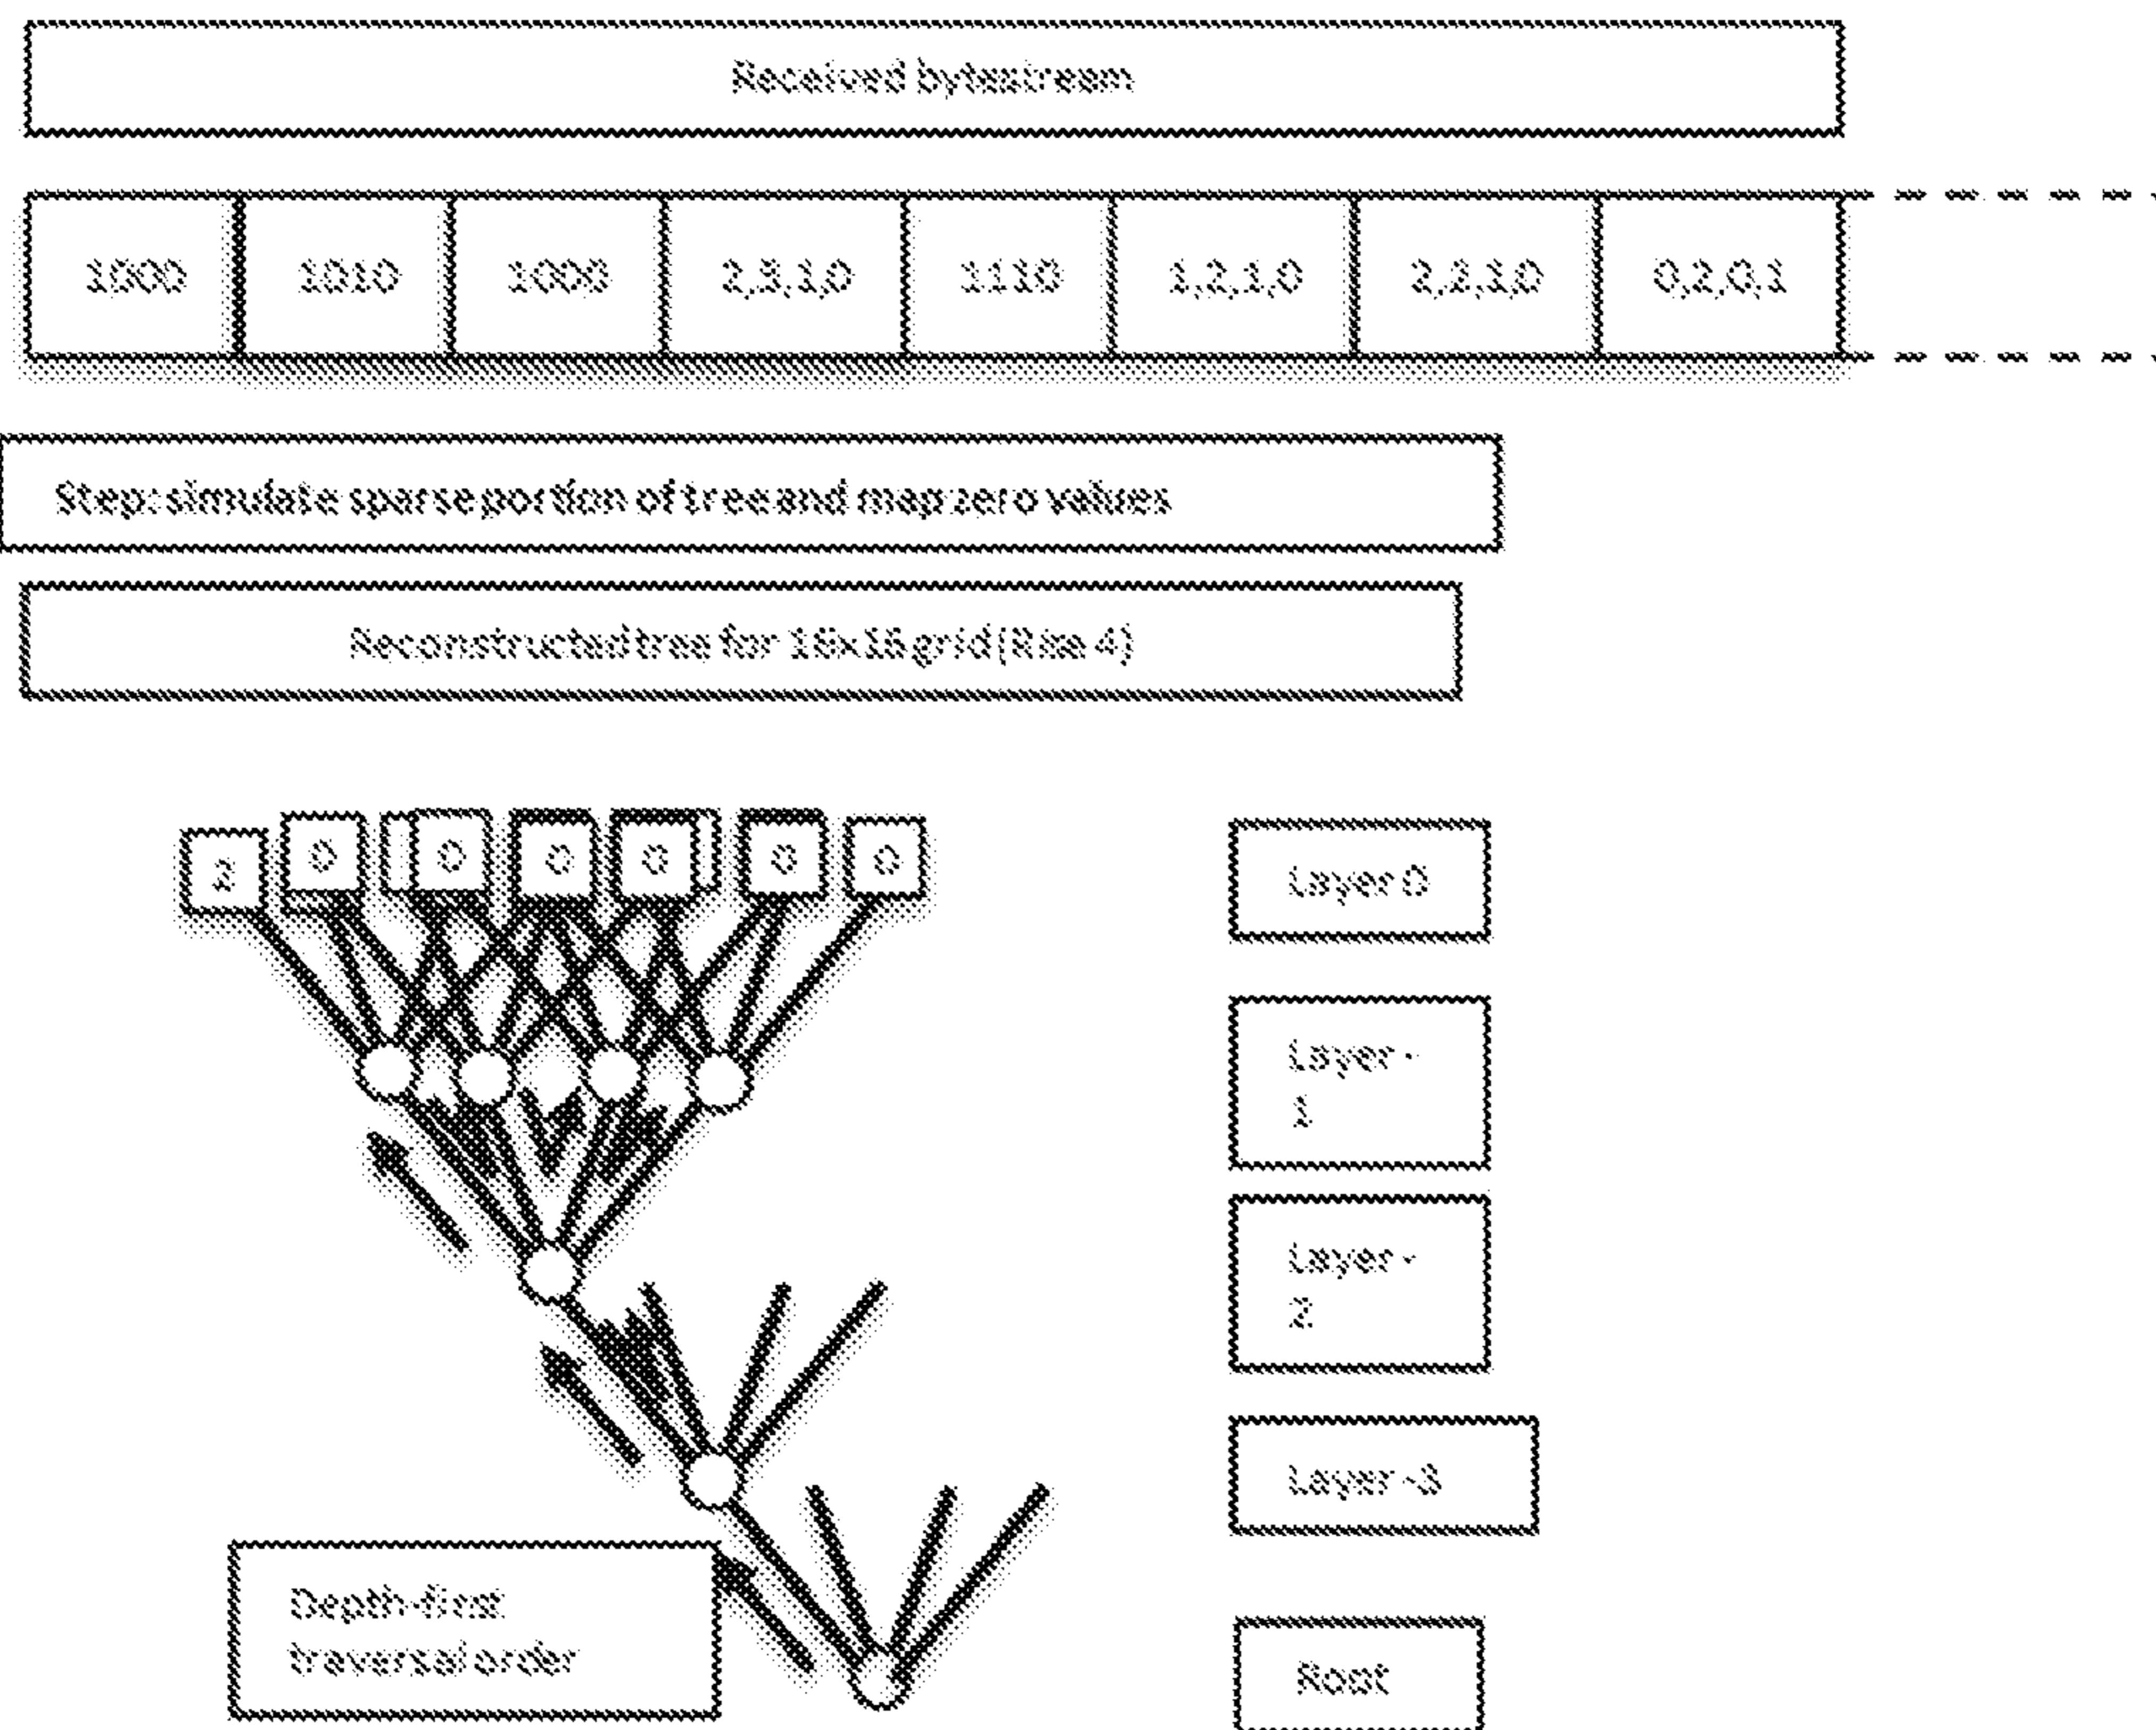 Received bytestream
1000 1010 1000 2,3,1,0 1110 1,2,1,0 2,2,1,0 0,2,0,1
Step: simulate sparse portion of tree and map zero values
Reconstructed tree for 16x16 grid (Rise 4)
2 0 0 0 0 0 0
Layer 0
Layer -
1
Layer -
2
Layer -3
Depth-first
traversal order
Root